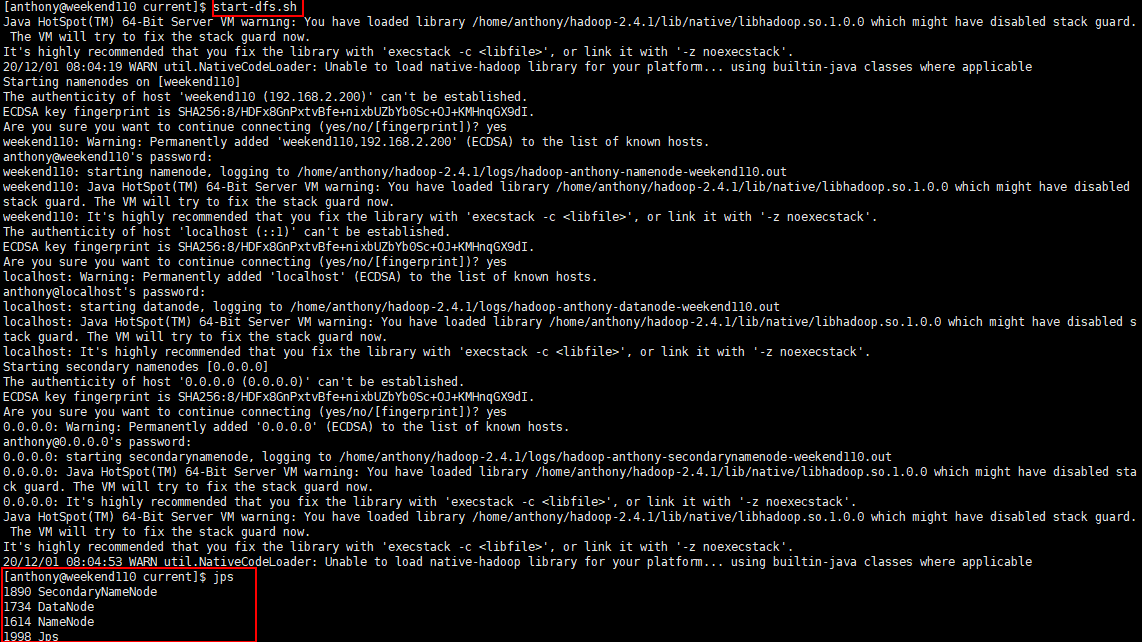 [anthony@weekend110 current]$ start-dfs.sh
Java HotSpot(TM) 64-Bit Server VM warning: You have loaded library /home/anthony/hadoop-2.4.1/lib/native/libhadoop.so.1.0.0 which might have disabled stack guard.
 The VM will try to fix the stack guard now.
It's highly recommended that you fix the library with 'execstack -c <libfile>', or link it with '-z noexecstack'.
20/12/01 08:04:19 WARN util.NativeCodeLoader: Unable to load native-hadoop library for your platform... using builtin-java classes where applicable
Starting namenodes on [weekend110]
The authenticity of host 'weekend110 (192.168.2.200)' can't be established.
ECDSA key fingerprint is SHA256:8/HDFx8GnPxtvBfe+nixbUZbYb0Sc+OJ+KMHnqGX9dI.
Are you sure you want to continue connecting (yes/no/[fingerprint])? yes
weekend110: Warning: Permanently added 'weekend110,192.168.2.200' (ECDSA) to the list of known hosts.
anthony@weekend110's password:
weekend110: starting namenode, logging to /home/anthony/hadoop-2.4.1/logs/hadoop-anthony-namenode-weekend110.out
weekend110: Java HotSpot(TM) 64-Bit Server VM warning: You have loaded library /home/anthony/hadoop-2.4.1/lib/native/libhadoop.so.1.0.0 which might have disabled
stack guard. The VM will try to fix the stack guard now.
weekend110: It's highly recommended that you fix the library with 'execstack -c <libfile>', or link it with '-z noexecstack'.
The authenticity of host 'localhost (::1)' can't be established.
ECDSA key fingerprint is SHA256:8/HDFx8GnPxtvBfe+nixbUZbYb0Sc+OJ+KMHnqGX9dI.
Are you sure you want to continue connecting (yes/no/[fingerprint])? yes
localhost: Warning: Permanently added 'localhost' (ECDSA) to the list of known hosts.
anthony@localhost's password:
localhost: starting datanode, logging to /home/anthony/hadoop-2.4.1/logs/hadoop-anthony-datanode-weekend110.out
localhost: Java HotSpot(TM) 64-Bit Server VM warning: You have loaded library /home/anthony/hadoop-2.4.1/lib/native/libhadoop.so.1.0.0 which might have disabled s
tack guard. The VM will try to fix the stack guard now.
localhost: It's highly recommended that you fix the library with 'execstack -c <libfile>', or link it with '-z noexecstack'.
Starting secondary namenodes [0.0.0.0]
The authenticity of host '0.0.0.0 (0.0.0.0)' can't be established.
ECDSA key fingerprint is SHA256:8/HDFx8GnPxtvBfe+nixbUZbYb0Sc+OJ+KMHnqGX9dI.
Are you sure you want to continue connecting (yes/no/[fingerprint])? yes
0.0.0.0: Warning: Permanently added '0.0.0.0' (ECDSA) to the list of known hosts.
anthony@0.0.0.0's password:
0.0.0.0: starting secondarynamenode, logging to /home/anthony/hadoop-2.4.1/logs/hadoop-anthony-secondarynamenode-weekend110.out
0.0.0.0: Java HotSpot(TM) 64-Bit Server VM warning: You have loaded library /home/anthony/hadoop-2.4.1/lib/native/libhadoop.so.1.0.0 which might have disabled sta
ck guard. The VM will try to fix the stack guard now.
0.0.0.0: It's highly recommended that you fix the library with 'execstack -c <libfile>', or link it with '-z noexecstack'.
Java HotSpot(TM) 64-Bit Server VM warning: You have loaded library /home/anthony/hadoop-2.4.1/lib/native/libhadoop.so.1.0.0 which might have disabled stack guard.
 The VM will try to fix the stack guard now.
It's highly recommended that you fix the library with 'execstack -c <libfile>', or link it with '-z noexecstack'.
20/12/01 08:04:53 WARN util.NativeCodeLoader: Unable to load native-hadoop library for your platform... using builtin-java classes where applicable
[anthony@weekend110 current]$ jps
1890 SecondaryNameNode
1734 DataNode
1614 NameNode
1998 Jps